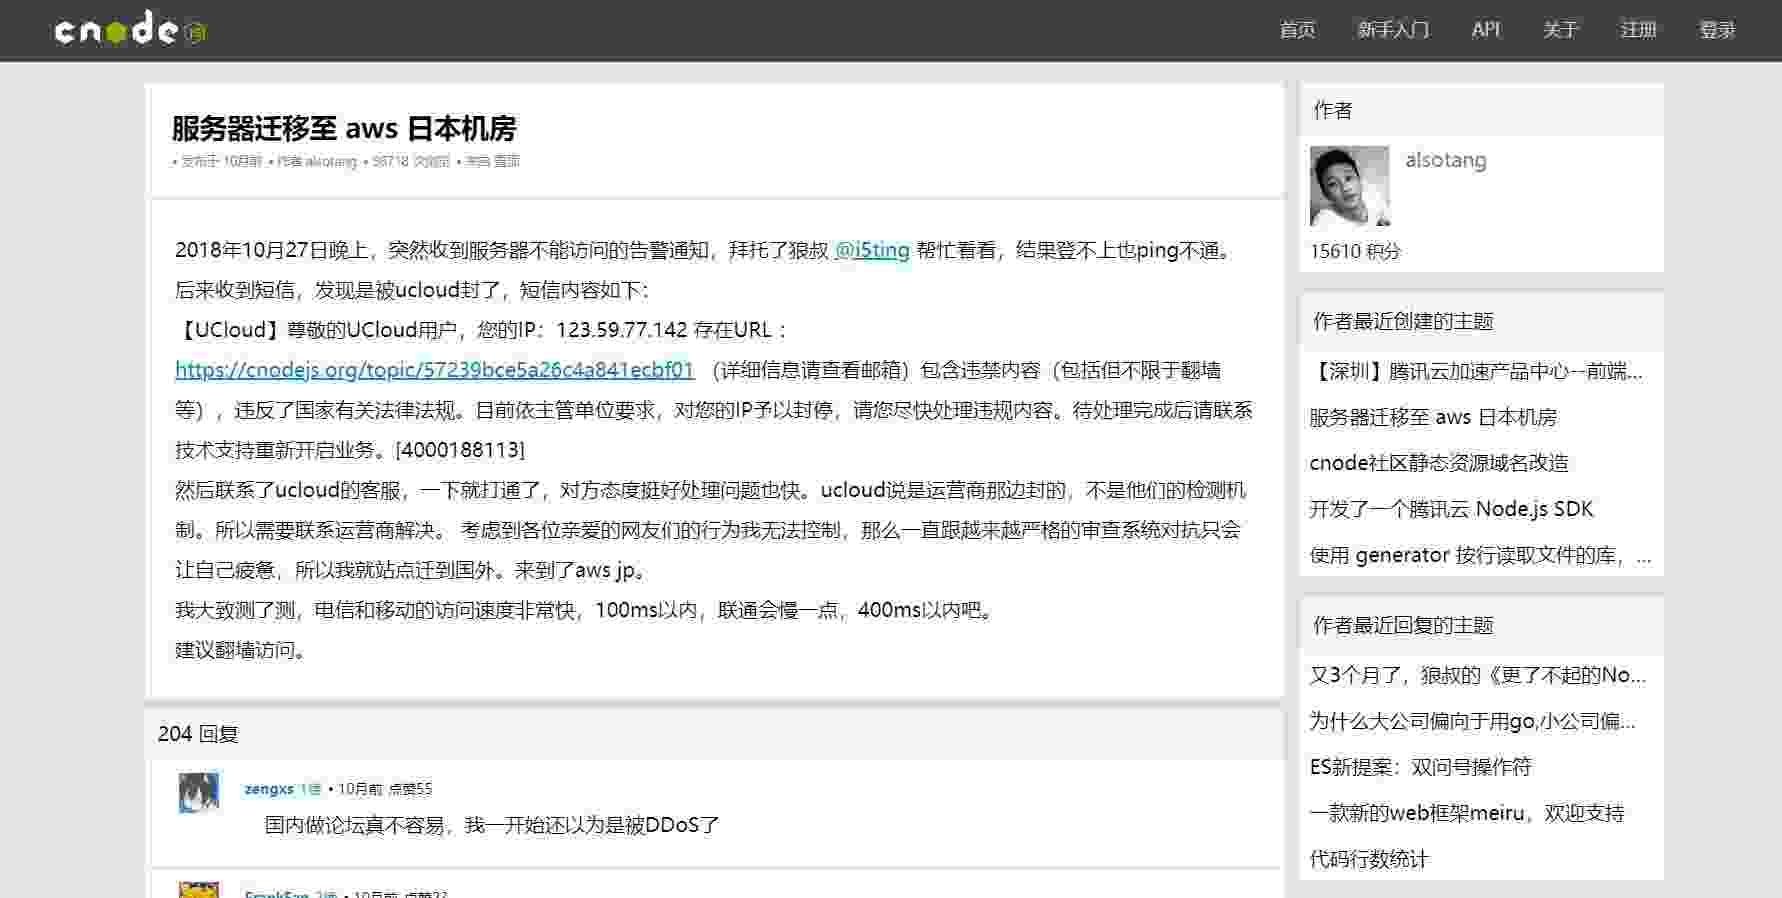 cnode
首页 新手入门 API 关于 注册 登录
服务器迁移至 aws 日本机房
• 发布于 10月前 • 作者 alsotang • 98718 次浏览 • 来自 首页
2018年10月27日晚上，突然收到服务器不能访问的告警通知，拜托了狼叔 @i5ting 帮忙看看，结果登不上也ping不通。
后来收到短信，发现是被ucloud封了，短信内容如下：
【UCloud】尊敬的UCloud用户，您的IP：123.59.77.142 存在URL ：
https://cnodejs.org/topic/57239bce5a26c4a841ecbf01 （详细信息请查看邮箱）包含违禁内容（包括但不限于翻墙
等），违反了国家有关法律法规。目前依主管单位要求，对您的IP予以封停，请您尽快处理违规内容。待处理完成后请联系
技术支持重新开启业务。[4000188113]
然后联系了ucloud的客服，一下就打通了，对方态度挺好处理问题也快。ucloud说是运营商那边封的，不是他们的检测机
制。所以需要联系运营商解决。 考虑到各位亲爱的网友们的行为我无法控制，那么一直跟越来越严格的审查系统对抗只会
让自己疲惫，所以我就站点迁到国外。来到了aws jp。
我大致测了测，电信和移动的访问速度非常快，100ms以内，联通会慢一点，400ms以内吧。
建议翻墙访问。
204 回复
zengxs 1楼 • 10月前 点赞55
国内做论坛真不容易，我一开始还以为是被DDoS了
FrankFan 2楼 • 10月前
作者
alsotang
15610 积分
作者最近创建的主题
【深圳】腾讯云加速产品中心--前端...
服务器迁移至 aws 日本机房
cnode社区静态资源域名改造
开发了一个腾讯云 Node.js SDK
使用 generator 按行读取文件的库，...
作者最近回复的主题
又3个月了，狼叔的《更了不起的No...
为什么大公司偏向于用go,小公司偏...
ES新提案：双问号操作符
一款新的web框架meiru，欢迎支持
代码行数统计